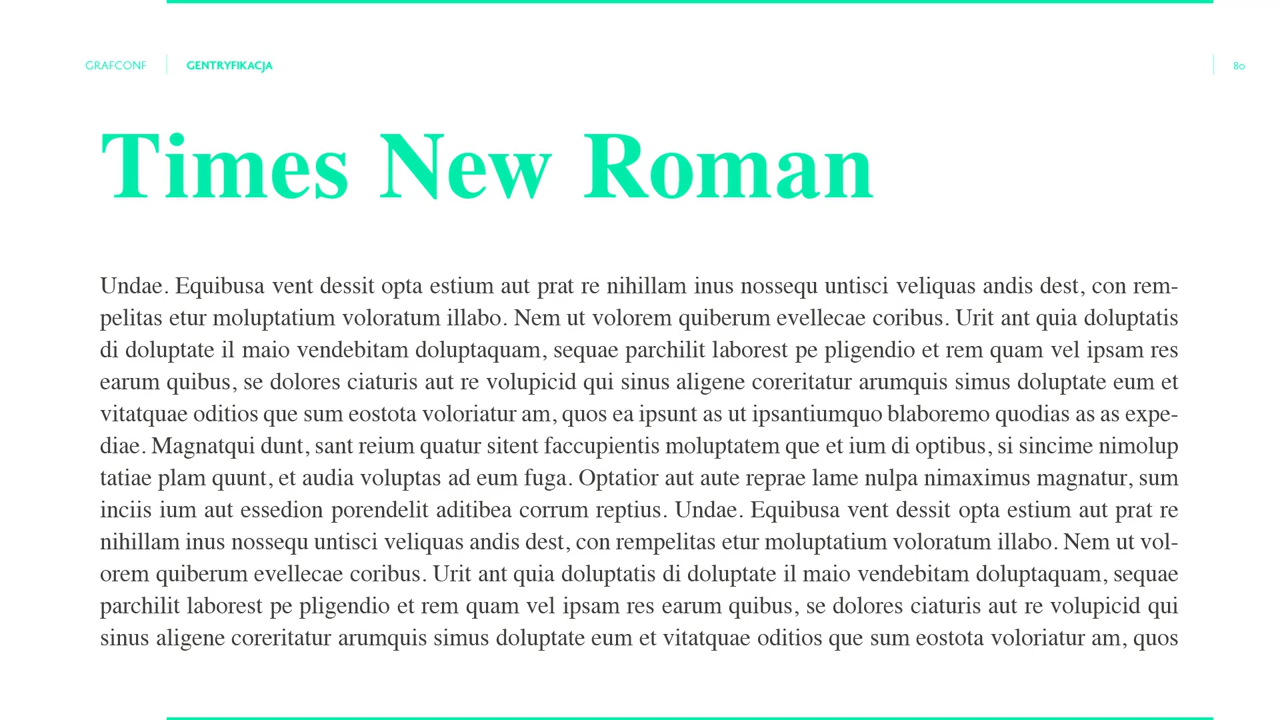 GRAFCONF GENTRYFIKACJA 80
Times New Roman
Undae. Equibusa vent dessit opta estium aut prat re nihillam inus nossequ untisci veliquas andis dest, con rem-
pelitas etur moluptatium voloratum illabo. Nem ut volorem quiberum evellecae coribus. Urit ant quia doluptatis
di doluptate il maio vendebitam doluptaquam, sequae parchilit laborest pe pligendio et rem quam vel ipsam res
earum quibus, se dolores ciaturis aut re volupicid qui sinus aligene coreritatur arumquis simus doluptate eum et
vitatquae oditios que sum eostota voloriatur am, quos ea ipsunt as ut ipsantiumquo blaboremo quodias as as expe-
diae. Magnatqui dunt, sant reium quatur sitent faccupientis moluptatem que et ium di optibus, si sincime nimolup
tatiae plam quunt, et audia voluptas ad eum fuga. Optatior aut aute reprae lame nulpa nimaximus magnatur, sum
inciis ium aut essedion porendelit aditibea corrum reptius. Undae. Equibusa vent dessit opta estium aut prat re
nihillam inus nossequ untisci veliquas andis dest, con rempelitas etur moluptatium voloratum illabo. Nem ut vol-
orem quiberum evellecae coribus. Urit ant quia doluptatis di doluptate il maio vendebitam doluptaquam, sequae
parchilit laborest pe pligendio et rem quam vel ipsam res earum quibus, se dolores ciaturis aut re volupicid qui
sinus aligene coreritatur arumquis simus doluptate eum et vitatquae oditios que sum eostota voloriatur am, quos